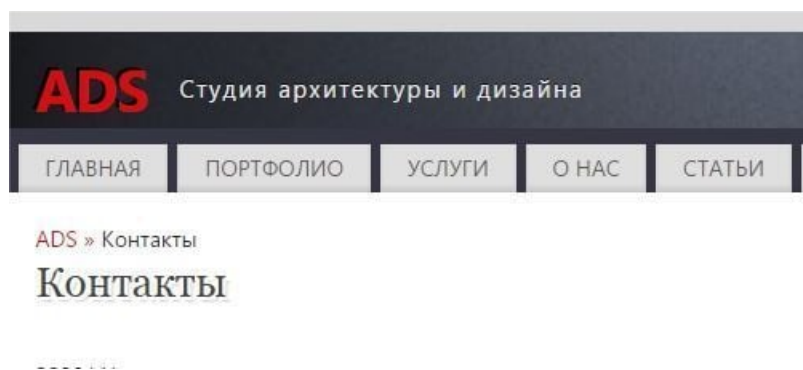 ADS Студия архитектуры и дизайна
ГЛАВНАЯ ПОРТФОЛИО УСЛУГИ О НАС СТАТЬИ
ADS » Контакты
Контакты